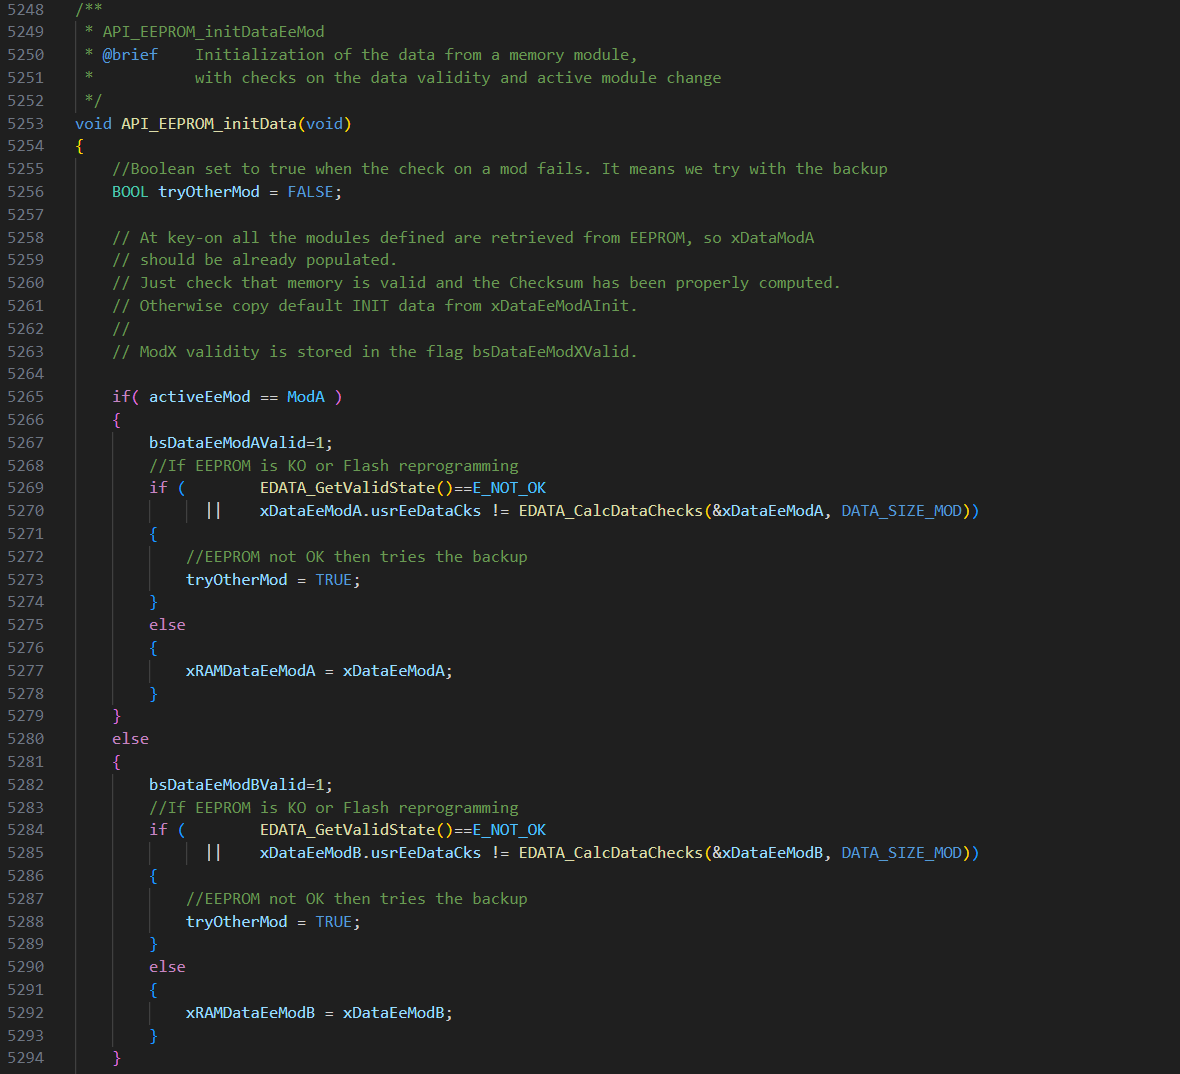 5248 /**
5249  * API_EEPROM_initDataEeMod
5250  * @brief    Initialization of the data from a memory module,
5251  *           with checks on the data validity and active module change
5252  */
5253 void API_EEPROM_initData(void)
5254 {
5255     //Boolean set to true when the check on a mod fails. It means we try with the backup
5256     BOOL tryOtherMod = FALSE;
5257
5258     // At key-on all the modules defined are retrieved from EEPROM, so xDataModA
5259     // should be already populated.
5260     // Just check that memory is valid and the Checksum has been properly computed.
5261     // Otherwise copy default INIT data from xDataEeModAInit.
5262     //
5263     // ModX validity is stored in the flag bsDataEeModXValid.
5264
5265     if( activeEeMod == ModA )
5266     {
5267         bsDataEeModAValid=1;
5268         //If EEPROM is KO or Flash reprogramming
5269         if (        EDATA_GetValidState()==E_NOT_OK
5270               ||    xDataEeModA.usrEeDataCks != EDATA_CalcDataChecks(&xDataEeModA, DATA_SIZE_MOD))
5271         {
5272             //EEPROM not OK then tries the backup
5273             tryOtherMod = TRUE;
5274         }
5275         else
5276         {
5277             xRAMDataEeModA = xDataEeModA;
5278         }
5279     }
5280     else
5281     {
5282         bsDataEeModBValid=1;
5283         //If EEPROM is KO or Flash reprogramming
5284         if (        EDATA_GetValidState()==E_NOT_OK
5285               ||    xDataEeModB.usrEeDataCks != EDATA_CalcDataChecks(&xDataEeModB, DATA_SIZE_MOD))
5286         {
5287             //EEPROM not OK then tries the backup
5288             tryOtherMod = TRUE;
5289         }
5290         else
5291         {
5292             xRAMDataEeModB = xDataEeModB;
5293         }
5294     }